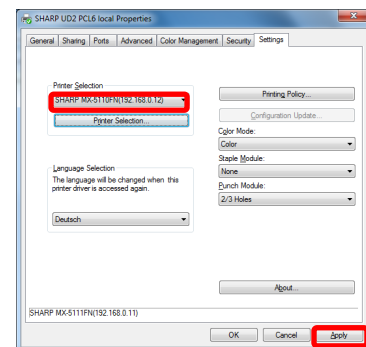 SHARP UD2 PCL6 local Properties
General Sharing Ports Advanced Color Management Security Settings
Printer Selection
SHARP MX-5110FN(192.168.0.12)
Printer Selection...
Language Selection
The language will be changed when this
printer driver is accessed again.
Deutsch
Printing Policy...
Configuration Update...
Color Mode:
Color
Staple Module:
None
Punch Module:
2/3 Holes
About...
SHARP MX-5111FN(192.168.0.11)
OK Cancel Apply